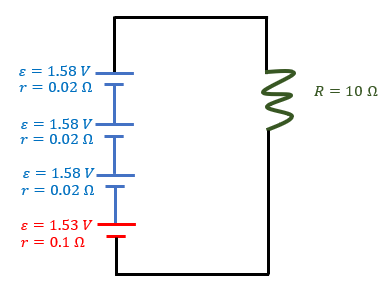 ε = 1.58 V
r = 0.02 Ω
ε = 1.58 V
r = 0.02 Ω
ε = 1.58 V
r = 0.02 Ω
ε = 1.53 V
r = 0.1 Ω
R = 10 Ω